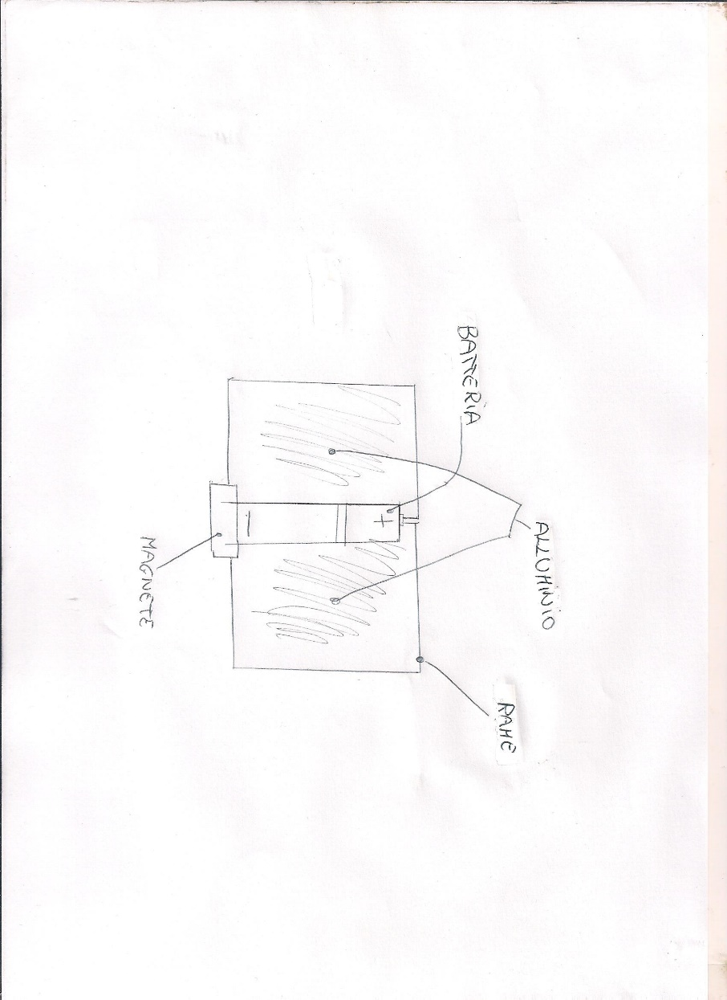 BATTERIA
ALLUMINIO
RAME
+
-
MAGNETE